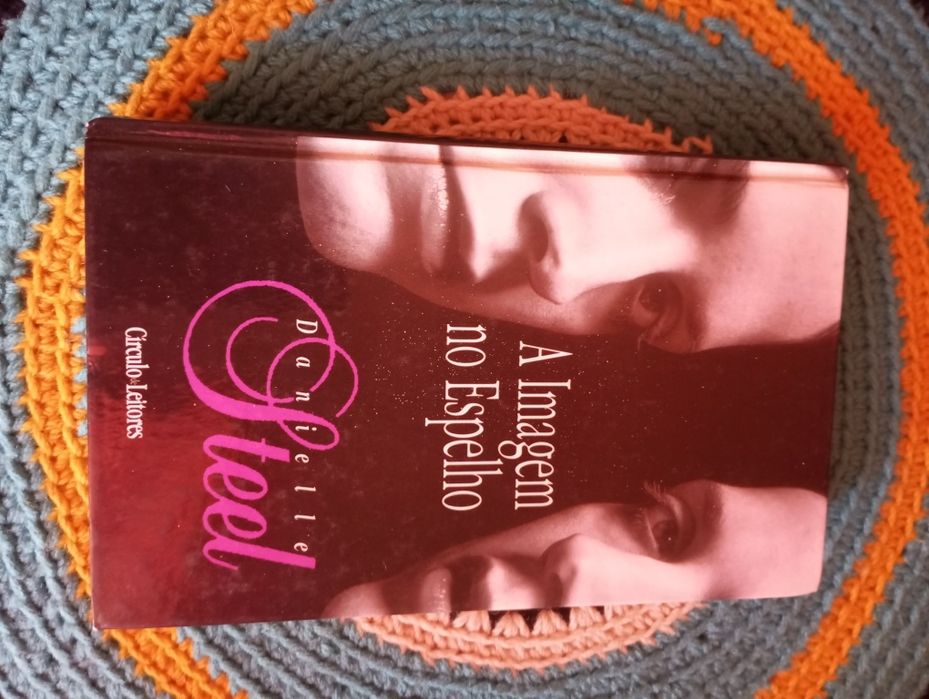 A Imagem
no Espelho
Danielle
Steel
Círculo de Leitores